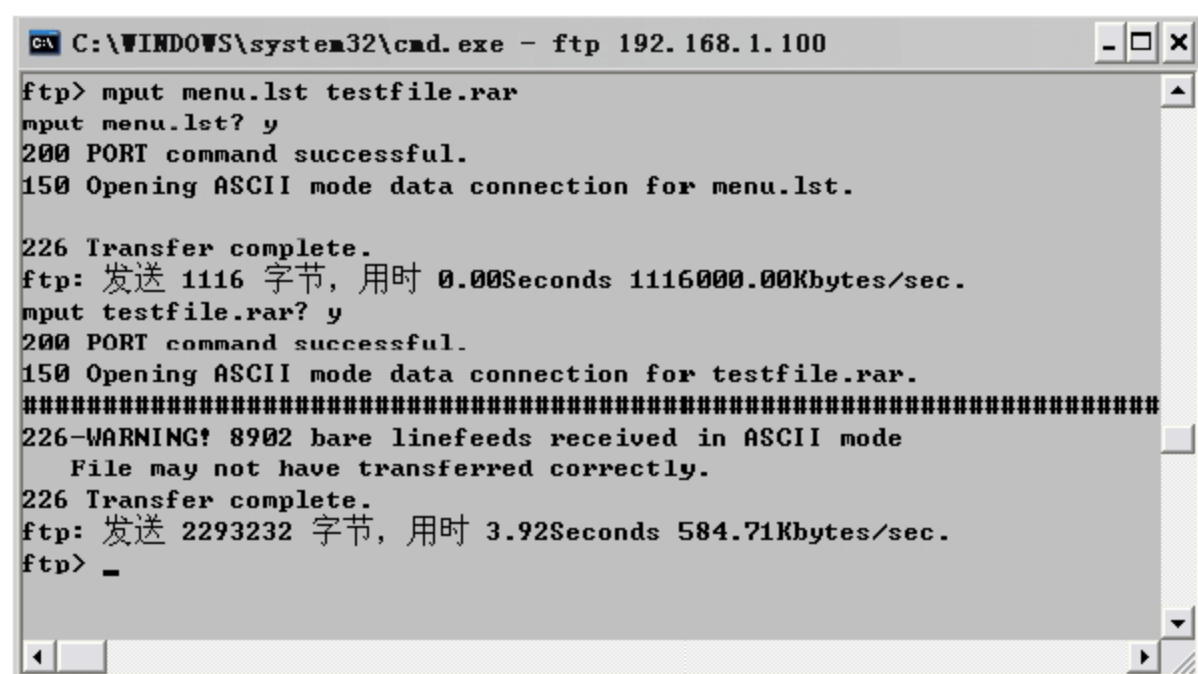 C:\WINDOWS\system32\cmd.exe - ftp 192.168.1.100
ftp> mput menu.lst testfile.rar
mput menu.lst? y
200 PORT command successful.
150 Opening ASCII mode data connection for menu.lst.
226 Transfer complete.
ftp: 发送 1116 字节, 用时 0.00Seconds 1116000.00Kbytes/sec.
mput testfile.rar? y
200 PORT command successful.
150 Opening ASCII mode data connection for testfile.rar.
#######################################################################
226-WARNING! 8902 bare linefeeds received in ASCII mode
File may not have transferred correctly.
226 Transfer complete.
ftp: 发送 2293232 字节, 用时 3.92Seconds 584.71Kbytes/sec.
ftp> _